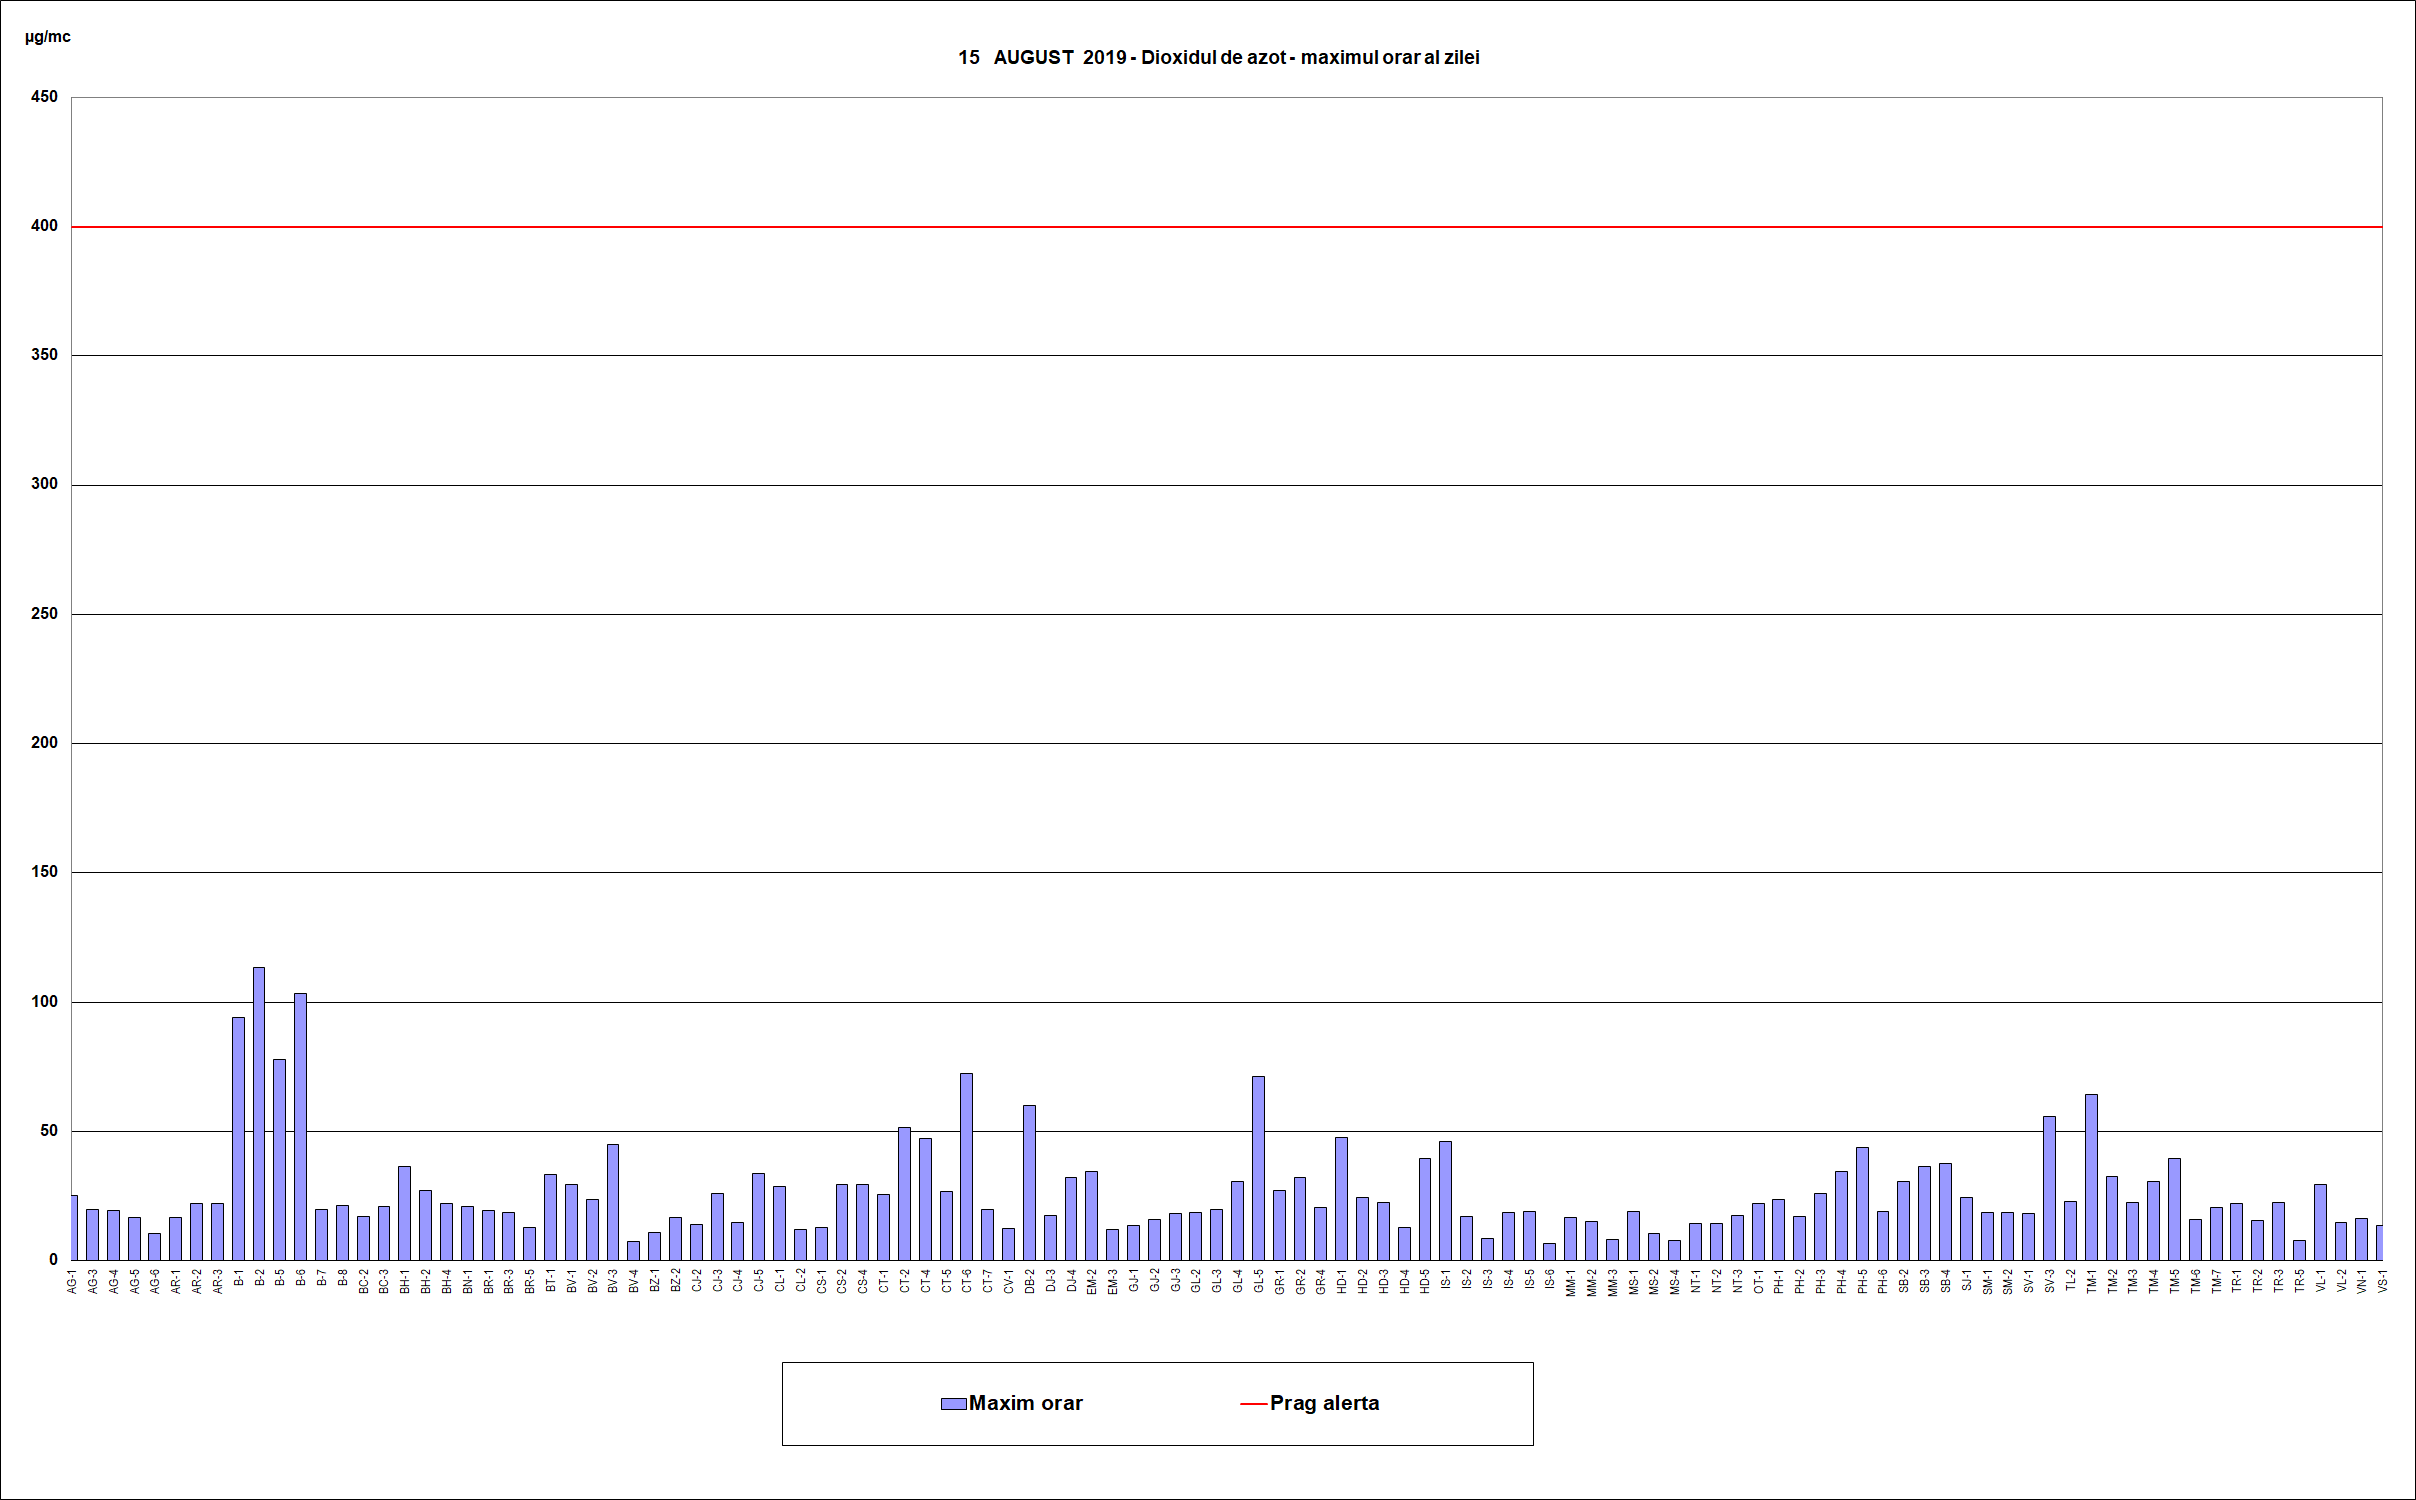 µg/mc
15 AUGUST 2019 - Dioxidul de azot - maximul orar al zilei
450
400
350
300
250
200
150
100
50
0
AG-1 AG-3 AG-4 AG-5 AG-6 AR-1 AR-2 AR-3 B-1 B-2 B-5 B-6 B-7 B-8 BC-2 BC-3 BH-1 BH-2 BH-4 BN-1 BR-1 BR-3 BR-5 BT-1 BV-1 BV-2 BV-3 BV-4 BZ-1 BZ-2 CJ-2 CJ-3 CJ-4 CJ-5 CL-1 CL-2 CS-1 CS-2 CS-4 CT-1 CT-2 CT-4 CT-5 CT-6 CT-7 CV-1 DB-2 DJ-3 DJ-4 EM-2 EM-3 GJ-1 GJ-2 GJ-3 GL-2 GL-3 GL-4 GL-5 GR-1 GR-2 GR-4 HD-1 HD-2 HD-3 HD-4 HD-5 IS-1 IS-2 IS-3 IS-4 IS-5 IS-6 MM-1 MM-2 MM-3 MS-1 MS-2 MS-4 NT-1 NT-2 NT-3 OT-1 PH-1 PH-2 PH-3 PH-4 PH-5 PH-6 SB-2 SB-3 SB-4 SJ-1 SM-1 SM-2 SV-1 SV-3 TL-2 TM-1 TM-2 TM-3 TM-4 TM-5 TM-6 TM-7 TR-1 TR-2 TR-3 TR-5 VL-1 VL-2 VN-1 VS-1
Maxim orar Prag alerta